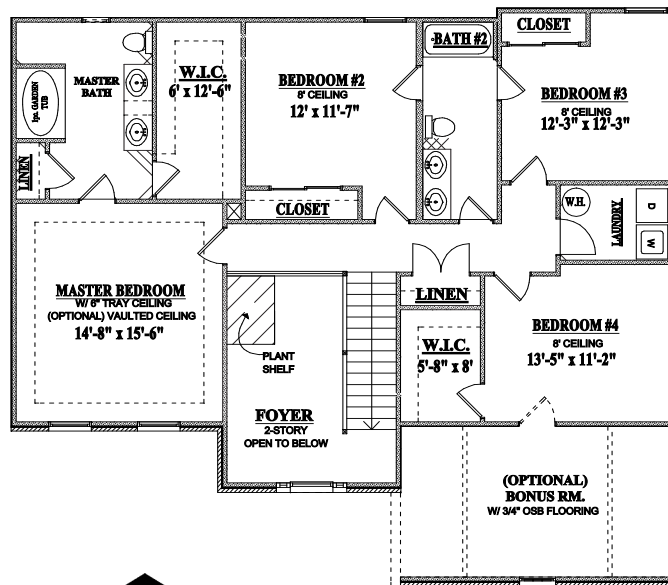 CLOSET
BATH #2
MASTER
BATH
W.I.C.
6' x 12'-6"
BEDROOM #2
8' CEILING
12' x 11'-7"
BEDROOM #3
8' CEILING
12'-3" x 12'-3"
1pc. GARDEN
TUB
LINEN
CLOSET
W.H.
LAUNDRY
D
W
MASTER BEDROOM
W/ 6" TRAY CEILING
(OPTIONAL) VAULTED CEILING
14'-8" x 15'-6"
LINEN
PLANT
SHELF
W.I.C.
5'-8" x 8'
BEDROOM #4
8' CEILING
13'-5" x 11'-2"
FOYER
2-STORY
OPEN TO BELOW
(OPTIONAL)
BONUS RM.
W/ 3/4" OSB FLOORING